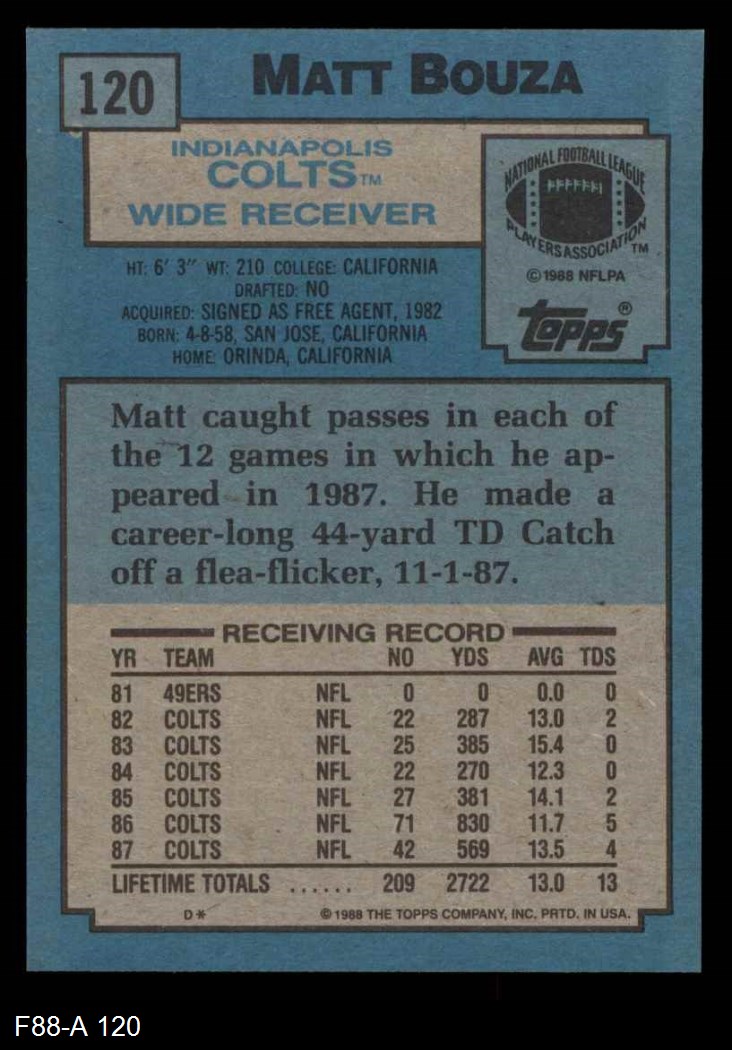 120
MATT BOUZA
INDIANAPOLIS
COLTS TM
WIDE RECEIVER
NATIONAL FOOTBALL LEAGUE
PLAYERS ASSOCIATION TM
© 1988 NFLPA
topps®
HT: 6' 3" WT: 210 COLLEGE: CALIFORNIA
DRAFTED: NO
ACQUIRED: SIGNED AS FREE AGENT, 1982
BORN: 4-8-58, SAN JOSE, CALIFORNIA
HOME: ORINDA, CALIFORNIA
Matt caught passes in each of
the 12 games in which he ap-
peared in 1987. He made a
career-long 44-yard TD Catch
off a flea-flicker, 11-1-87.
RECEIVING RECORD
YR TEAM NO YDS AVG TDS
81 49ERS NFL 0 0 0.0 0
82 COLTS NFL 22 287 13.0 2
83 COLTS NFL 25 385 15.4 0
84 COLTS NFL 22 270 12.3 0
85 COLTS NFL 27 381 14.1 2
86 COLTS NFL 71 830 11.7 5
87 COLTS NFL 42 569 13.5 4
LIFETIME TOTALS ...... 209 2722 13.0 13
D* © 1988 THE TOPPS COMPANY, INC. PRTD. IN USA.
F88-A 120